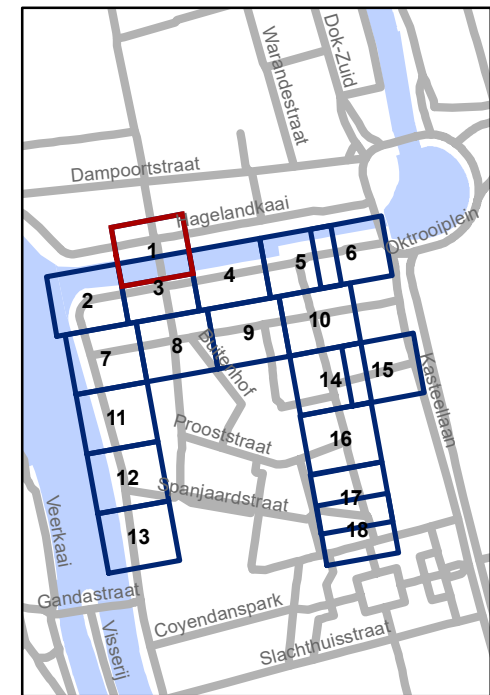 Warandestraat
Dok-Zuid
Dampoortstraat
Hagelandkaai
Oktrooiplein
1
2
3
4
5
6
7
8
9
10
Buitenhof
Kasteellaan
11
14
15
Prooststraat
16
12
Spanjaardstraat
17
13
18
Veerkaai
Gandastraat
Visserij
Coyendanspark
Slachthuisstraat